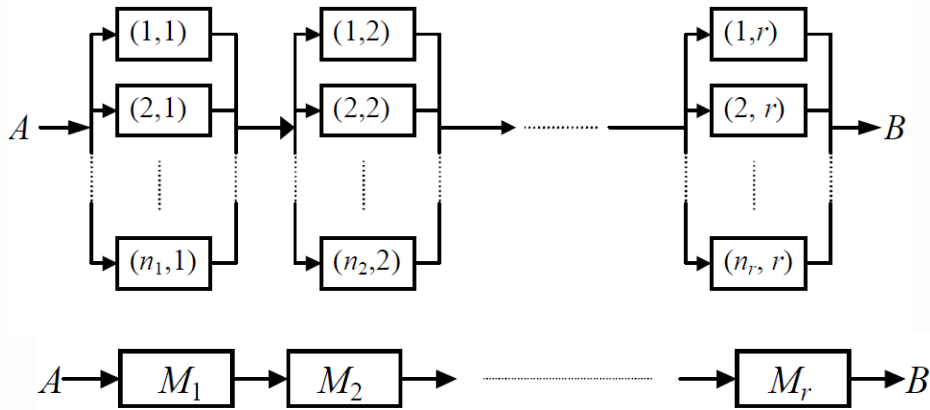 (1,1) (1,2) (1,r)
A (2,1) (2,2) (2, r) B
(n₁,1) (n₂,2) (nᵣ, r)
A M₁ M₂ Mᵣ B